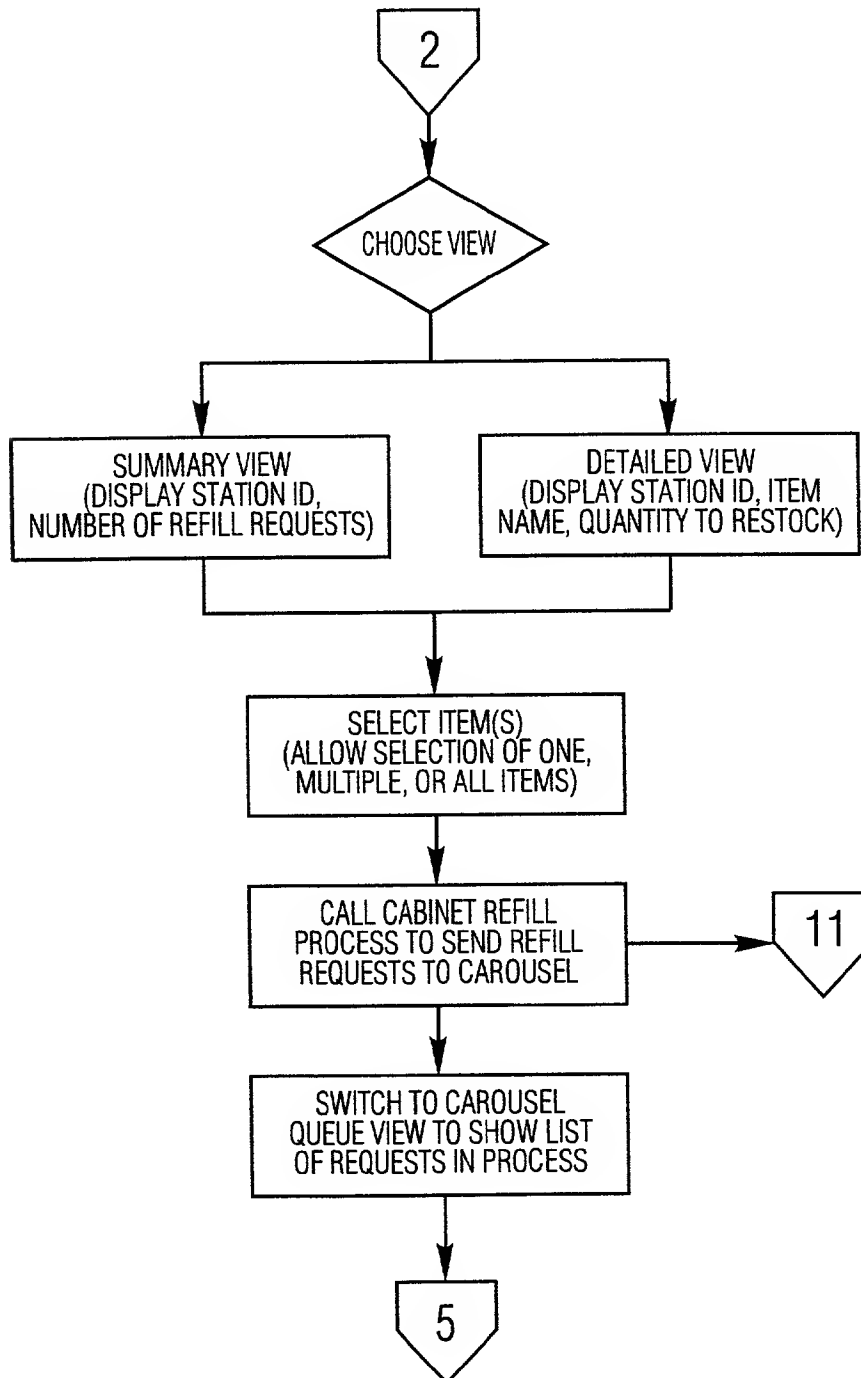 2
CHOOSE VIEW
SUMMARY VIEW
(DISPLAY STATION ID,
NUMBER OF REFILL REQUESTS)
DETAILED VIEW
(DISPLAY STATION ID, ITEM
NAME, QUANTITY TO RESTOCK)
SELECT ITEM(S)
(ALLOW SELECTION OF ONE,
MULTIPLE, OR ALL ITEMS)
CALL CABINET REFILL
PROCESS TO SEND REFILL
REQUESTS TO CAROUSEL
11
SWITCH TO CAROUSEL
QUEUE VIEW TO SHOW LIST
OF REQUESTS IN PROCESS
5